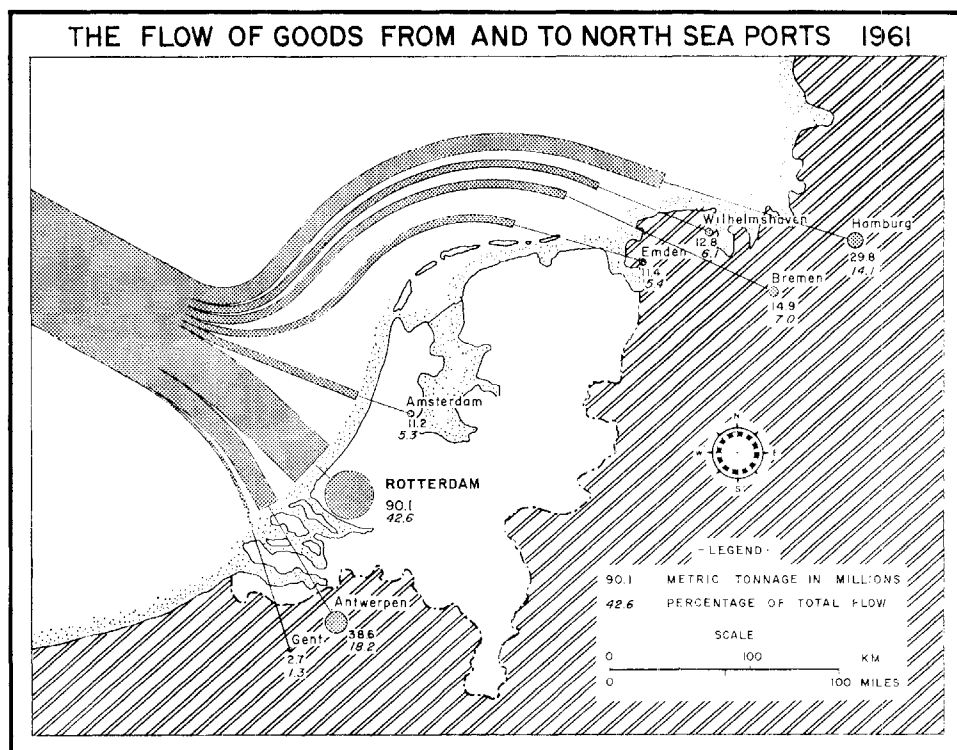 THE FLOW OF GOODS FROM AND TO NORTH SEA PORTS 1961
Wilhelmshaven
12.8
6.1
Hamburg
29.8
14.1
Emden
11.4
5.4
Bremen
14.9
7.0
Amsterdam
11.2
5.3
ROTTERDAM
90.1
42.6
N
W
E
S
Antwerpen
38.6
18.2
Gent
2.7
1.3
-LEGEND-
90.1 METRIC TONNAGE IN MILLIONS
42.6 PERCENTAGE OF TOTAL FLOW
SCALE
0 100 KM
0 100 MILES